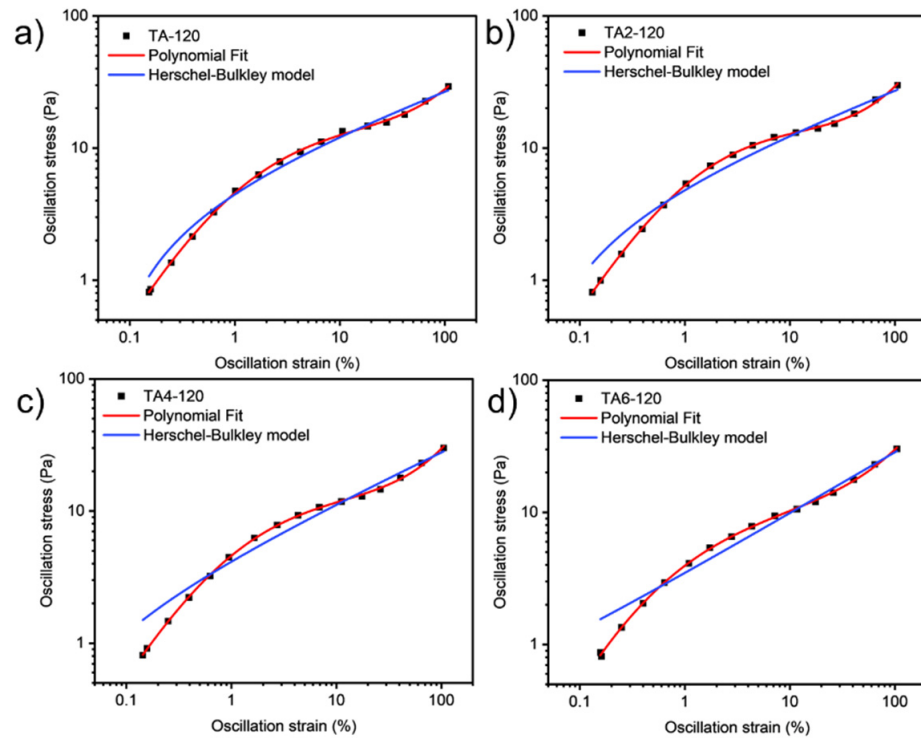 a)
TA-120
Polynomial Fit
Herschel-Bulkley model
100
10
1
Oscillation stress (Pa)
0.1 1 10 100
Oscillation strain (%)
b)
TA2-120
Polynomial Fit
Herschel-Bulkley model
100
10
1
Oscillation stress (Pa)
0.1 1 10 100
Oscillation strain (%)
c)
TA4-120
Polynomial Fit
Herschel-Bulkley model
100
10
1
Oscillation stress (Pa)
0.1 1 10 100
Oscillation strain (%)
d)
TA6-120
Polynomial Fit
Herschel-Bulkley model
100
10
1
Oscillation stress (Pa)
0.1 1 10 100
Oscillation strain (%)